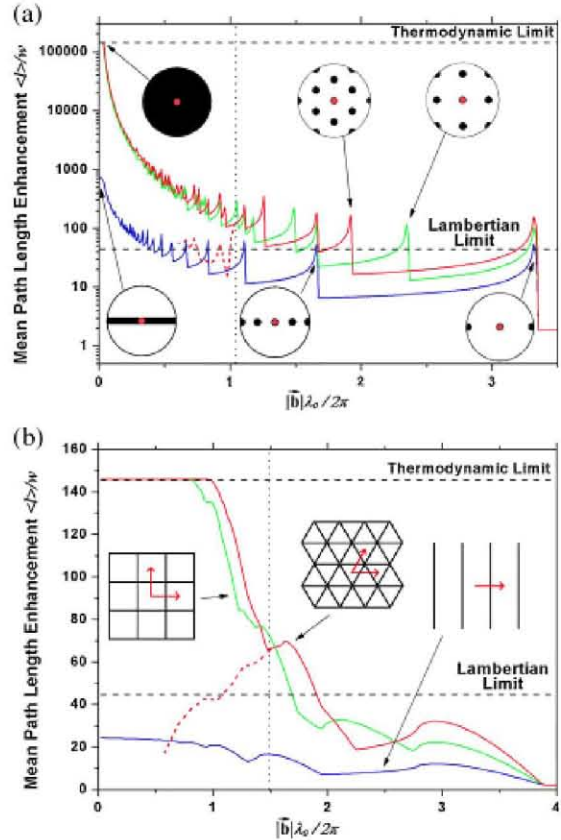 (a)
Mean Path Length Enhancement <l>/w
100000
10000
1000
100
10
1
Thermodynamic Limit
Lambertian
Limit
0 1 2 3
|b⃗|λₒ/2π
(b)
Mean Path Length Enhancement <l>/w
160
140
120
100
80
60
40
20
0
Thermodynamic Limit
Lambertian
Limit
0 1 2 3 4
|b⃗|λₒ/2π